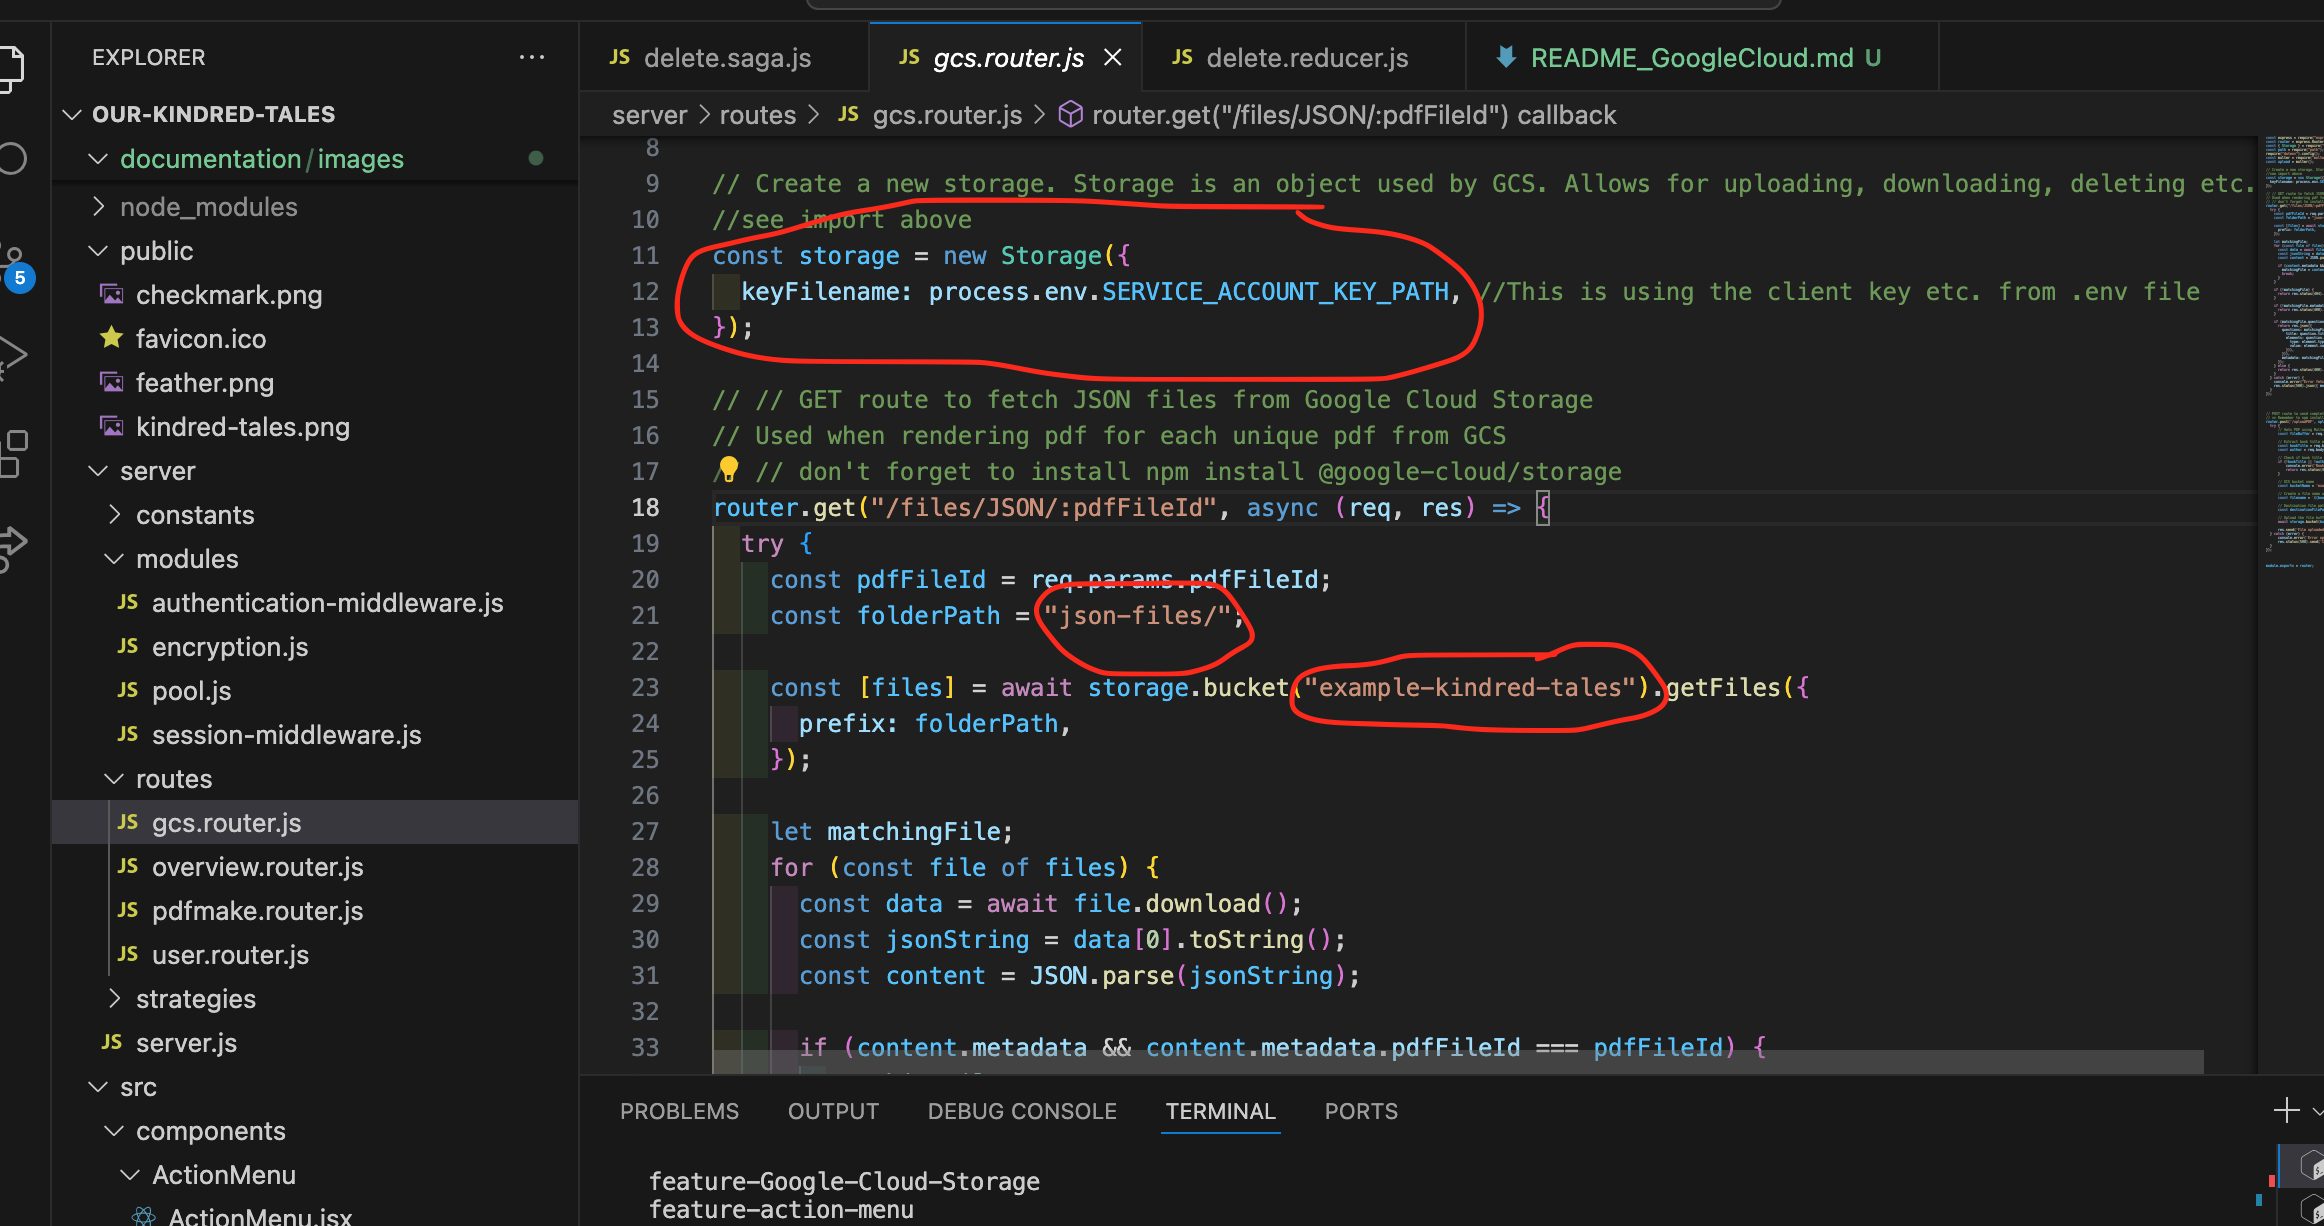 EXPLORER
OUR-KINDRED-TALES
documentation/images
node_modules
public
checkmark.png
favicon.ico
feather.png
kindred-tales.png
server
constants
modules
JS authentication-middleware.js
JS encryption.js
JS pool.js
JS session-middleware.js
routes
JS gcs.router.js
JS overview.router.js
JS pdfmake.router.js
JS user.router.js
strategies
JS server.js
src
components
ActionMenu
ActionMenu.jsx
5
JS delete.saga.js JS gcs.router.js JS delete.reducer.js README_GoogleCloud.md U
server > routes > JS gcs.router.js > router.get("/files/JSON/:pdfFileId") callback
8
9 // Create a new storage. Storage is an object used by GCS. Allows for uploading, downloading, deleting etc.
10 //see import above
11 const storage = new Storage({
12 keyFilename: process.env.SERVICE_ACCOUNT_KEY_PATH, //This is using the client key etc. from .env file
13 });
14
15 // // GET route to fetch JSON files from Google Cloud Storage
16 // Used when rendering pdf for each unique pdf from GCS
17 // // don't forget to install npm install @google-cloud/storage
18 router.get("/files/JSON/:pdfFileId", async (req, res) => {
19 try {
20 const pdfFileId = req.params.pdfFileId;
21 const folderPath = "json-files/";
22
23 const [files] = await storage.bucket("example-kindred-tales").getFiles({
24 prefix: folderPath,
25 });
26
27 let matchingFile;
28 for (const file of files) {
29 const data = await file.download();
30 const jsonString = data[0].toString();
31 const content = JSON.parse(jsonString);
32
33 if (content.metadata && content.metadata.pdfFileId === pdfFileId) {
PROBLEMS OUTPUT DEBUG CONSOLE TERMINAL PORTS
feature-Google-Cloud-Storage
feature-action-menu